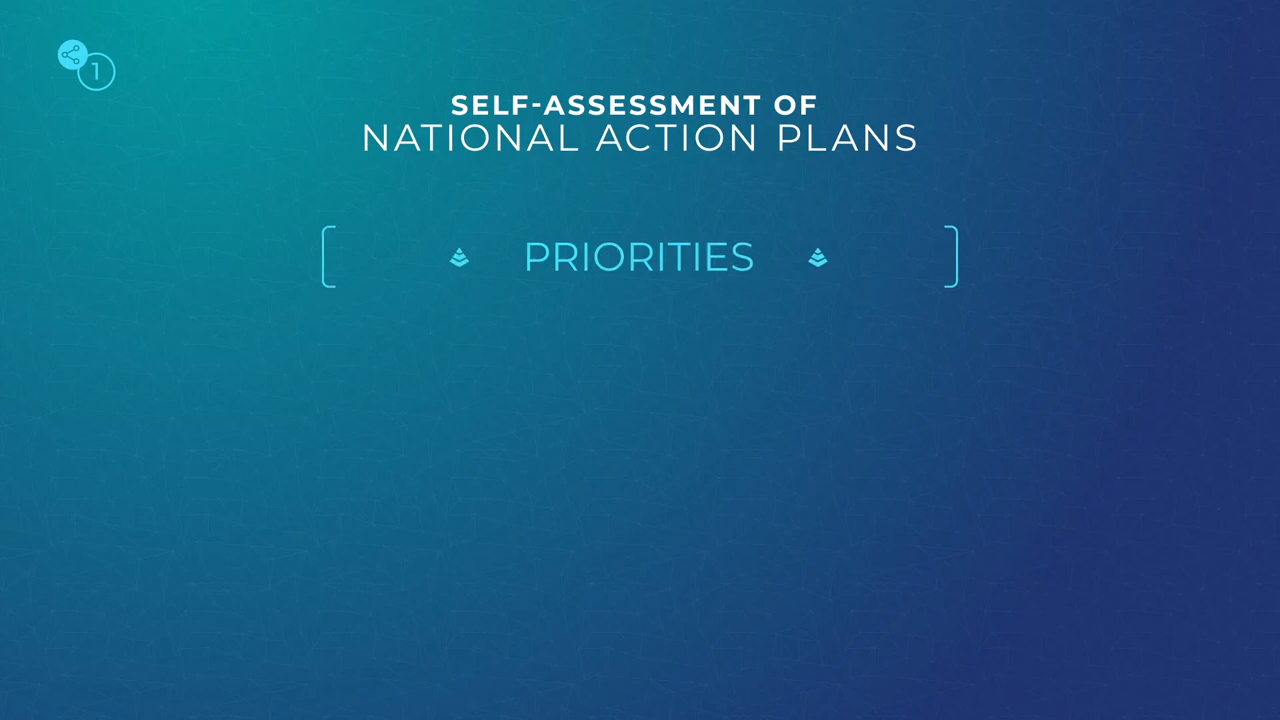 1
SELF-ASSESSMENT OF
NATIONAL ACTION PLANS
PRIORITIES